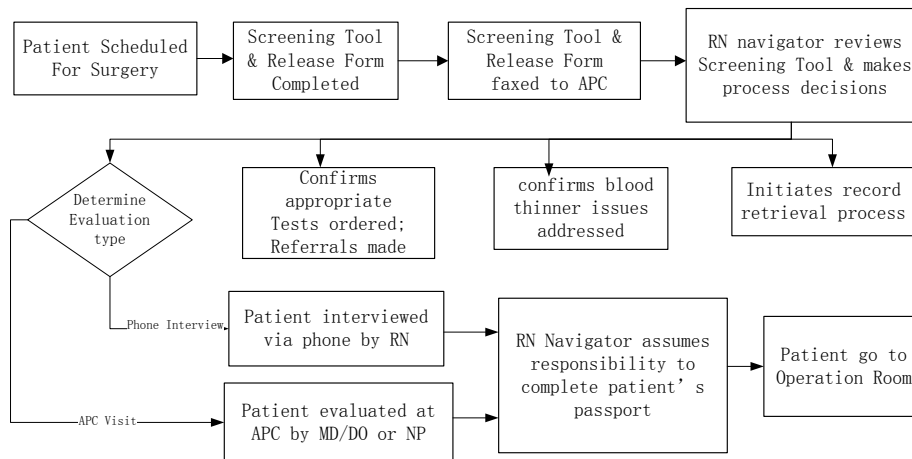 Patient Scheduled
For Surgery
Screening Tool
& Release Form
Completed
Screening Tool &
Release Form
faxed to APC
RN navigator reviews
Screening Tool & makes
process decisions
Determine
Evaluation
type
Confirms
appropriate
Tests ordered;
Referrals made
confirms blood
thinner issues
addressed
Initiates record
retrieval process
Phone Interview
Patient interviewed
via phone by RN
APC Visit
Patient evaluated at
APC by MD/DO or NP
RN Navigator assumes
responsibility to
complete patient’s
passport
Patient go to
Operation Room